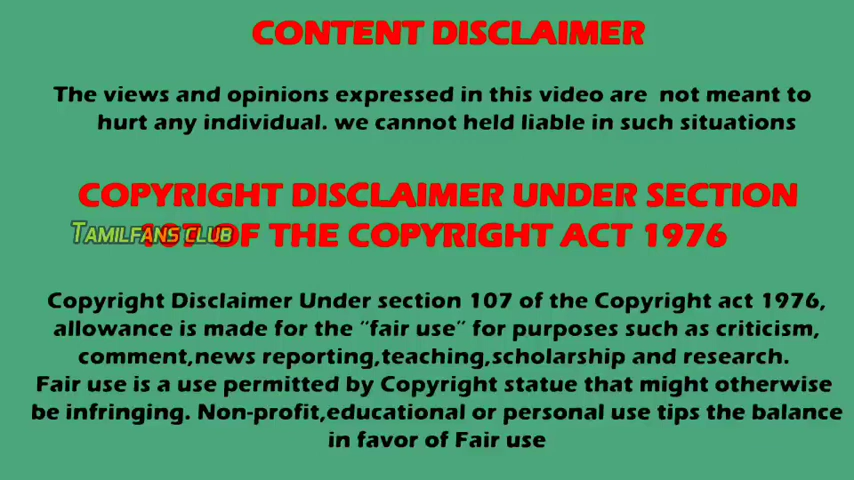 CONTENT DISCLAIMER
The views and opinions expressed in this video are not meant to
hurt any individual. we cannot held liable in such situations
COPYRIGHT DISCLAIMER UNDER SECTION
107 OF THE COPYRIGHT ACT 1976
TAMILFANS CLUB
Copyright Disclaimer Under section 107 of the Copyright act 1976,
allowance is made for the "fair use" for purposes such as criticism,
comment,news reporting,teaching,scholarship and research.
Fair use is a use permitted by Copyright statue that might otherwise
be infringing. Non-profit,educational or personal use tips the balance
in favor of Fair use